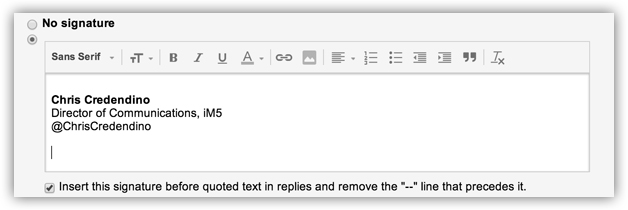 No signature
Sans Serif
B I U A
Chris Credendino
Director of Communications, iM5
@ChrisCredendino
Insert this signature before quoted text in replies and remove the "--" line that precedes it.